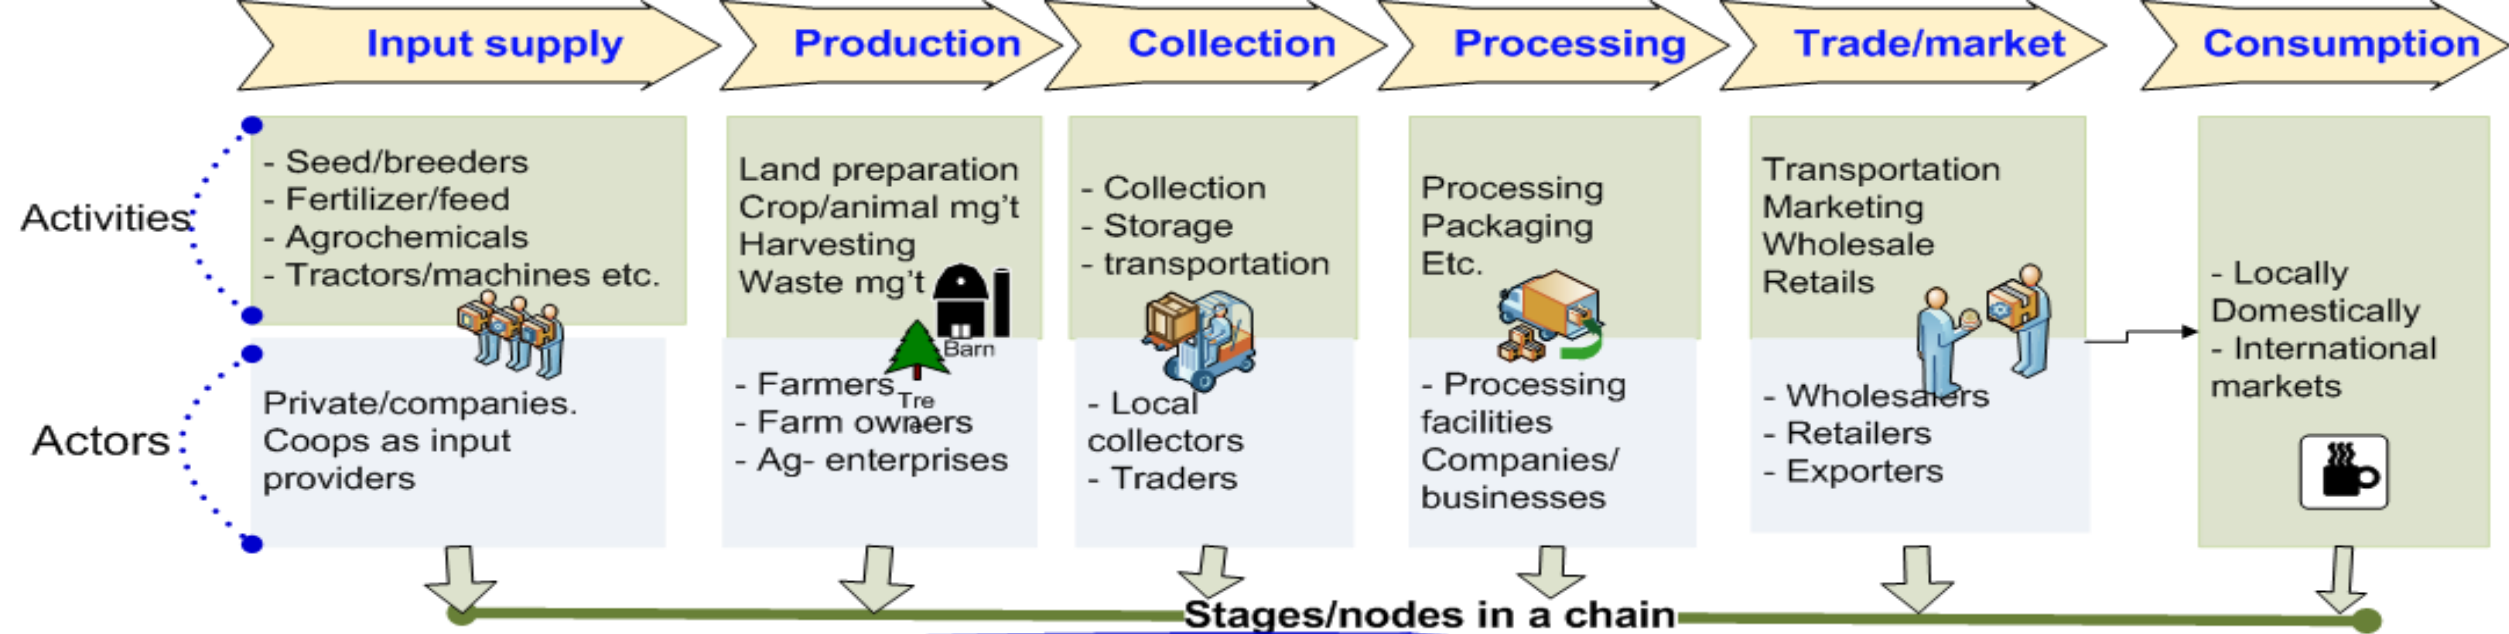 Input supply
Production
Collection
Processing
Trade/market
Consumption
Activities
- Seed/breeders
- Fertilizer/feed
- Agrochemicals
- Tractors/machines etc.
Land preparation
Crop/animal mg't
Harvesting
Waste mg't
Barn
- Collection
- Storage
- transportation
Processing
Packaging
Etc.
Transportation
Marketing
Wholesale
Retails
- Locally
Domestically
- International
markets
Actors
Private/companies.
Coops as input
providers
- Farmers
- Farm owners
- Ag- enterprises
Tre
e
- Local
collectors
- Traders
- Processing
facilities
Companies/
businesses
- Wholesalers
- Retailers
- Exporters
Stages/nodes in a chain